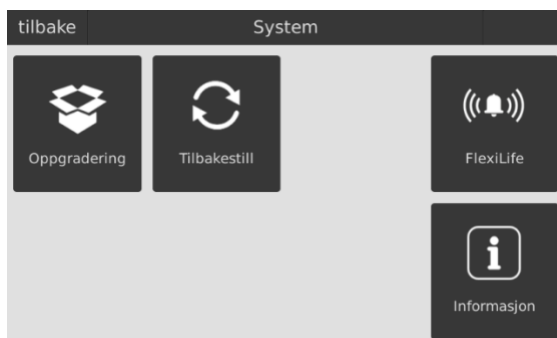 tilbake
System
Oppgradering
Tilbakestill
FlexiLife
Informasjon